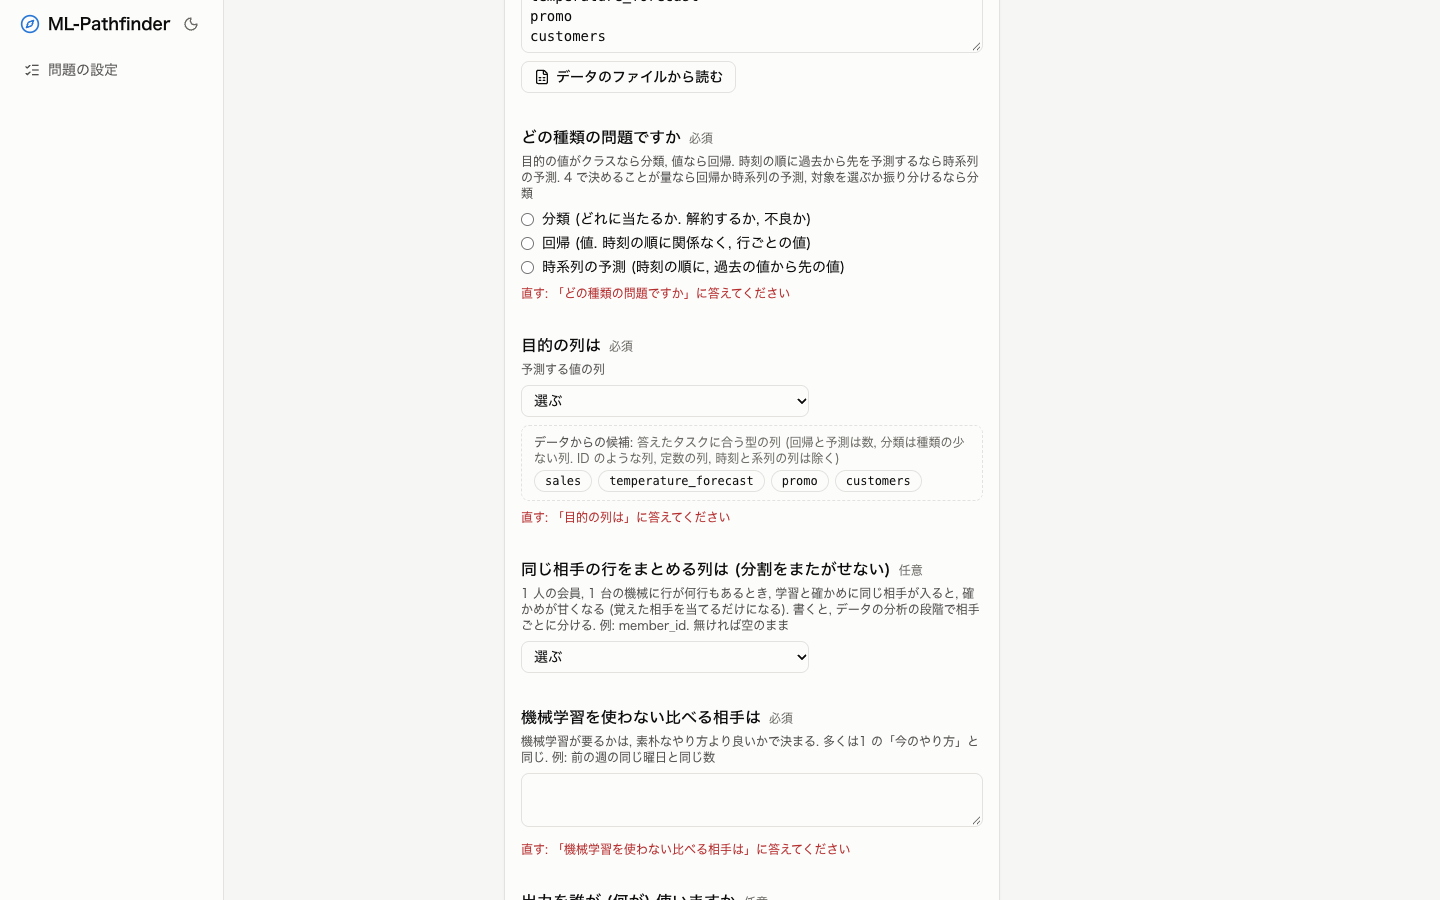 ML-Pathfinder
問題の設定
promo
customers
データのファイルから読む
どの種類の問題ですか 必須
目的の値がクラスなら分類, 値なら回帰. 時刻の順に過去から先を予測するなら時系列
の予測. 4 で決めることが量なら回帰か時系列の予測, 対象を選ぶか振り分けるなら分
類
分類 (どれに当たるか. 解約するか, 不良か)
回帰 (値. 時刻の順に関係なく, 行ごとの値)
時系列の予測 (時刻の順に, 過去の値から先の値)
直す: 「どの種類の問題ですか」に答えてください
目的の列は 必須
予測する値の列
選ぶ
データからの候補: 答えたタスクに合う型の列 (回帰と予測は数, 分類は種類の少
ない列. ID のような列, 定数の列, 時刻と系列の列は除く)
sales temperature_forecast promo customers
直す: 「目的の列は」に答えてください
同じ相手の行をまとめる列は (分割をまたがせない) 任意
1 人の会員, 1 台の機械に行が何行もあるとき, 学習と確かめに同じ相手が入ると, 確
かめが甘くなる (覚えた相手を当てるだけになる). 書くと, データの分析の段階で相手
ごとに分ける. 例: member_id. 無ければ空のまま
選ぶ
機械学習を使わない比べる相手は 必須
機械学習が要るかは, 素朴なやり方より良いかで決まる. 多くは1 の「今のやり方」と
同じ. 例: 前の週の同じ曜日と同じ数
直す: 「機械学習を使わない比べる相手は」に答えてください
出力を誰が (何が) 使いますか 任意